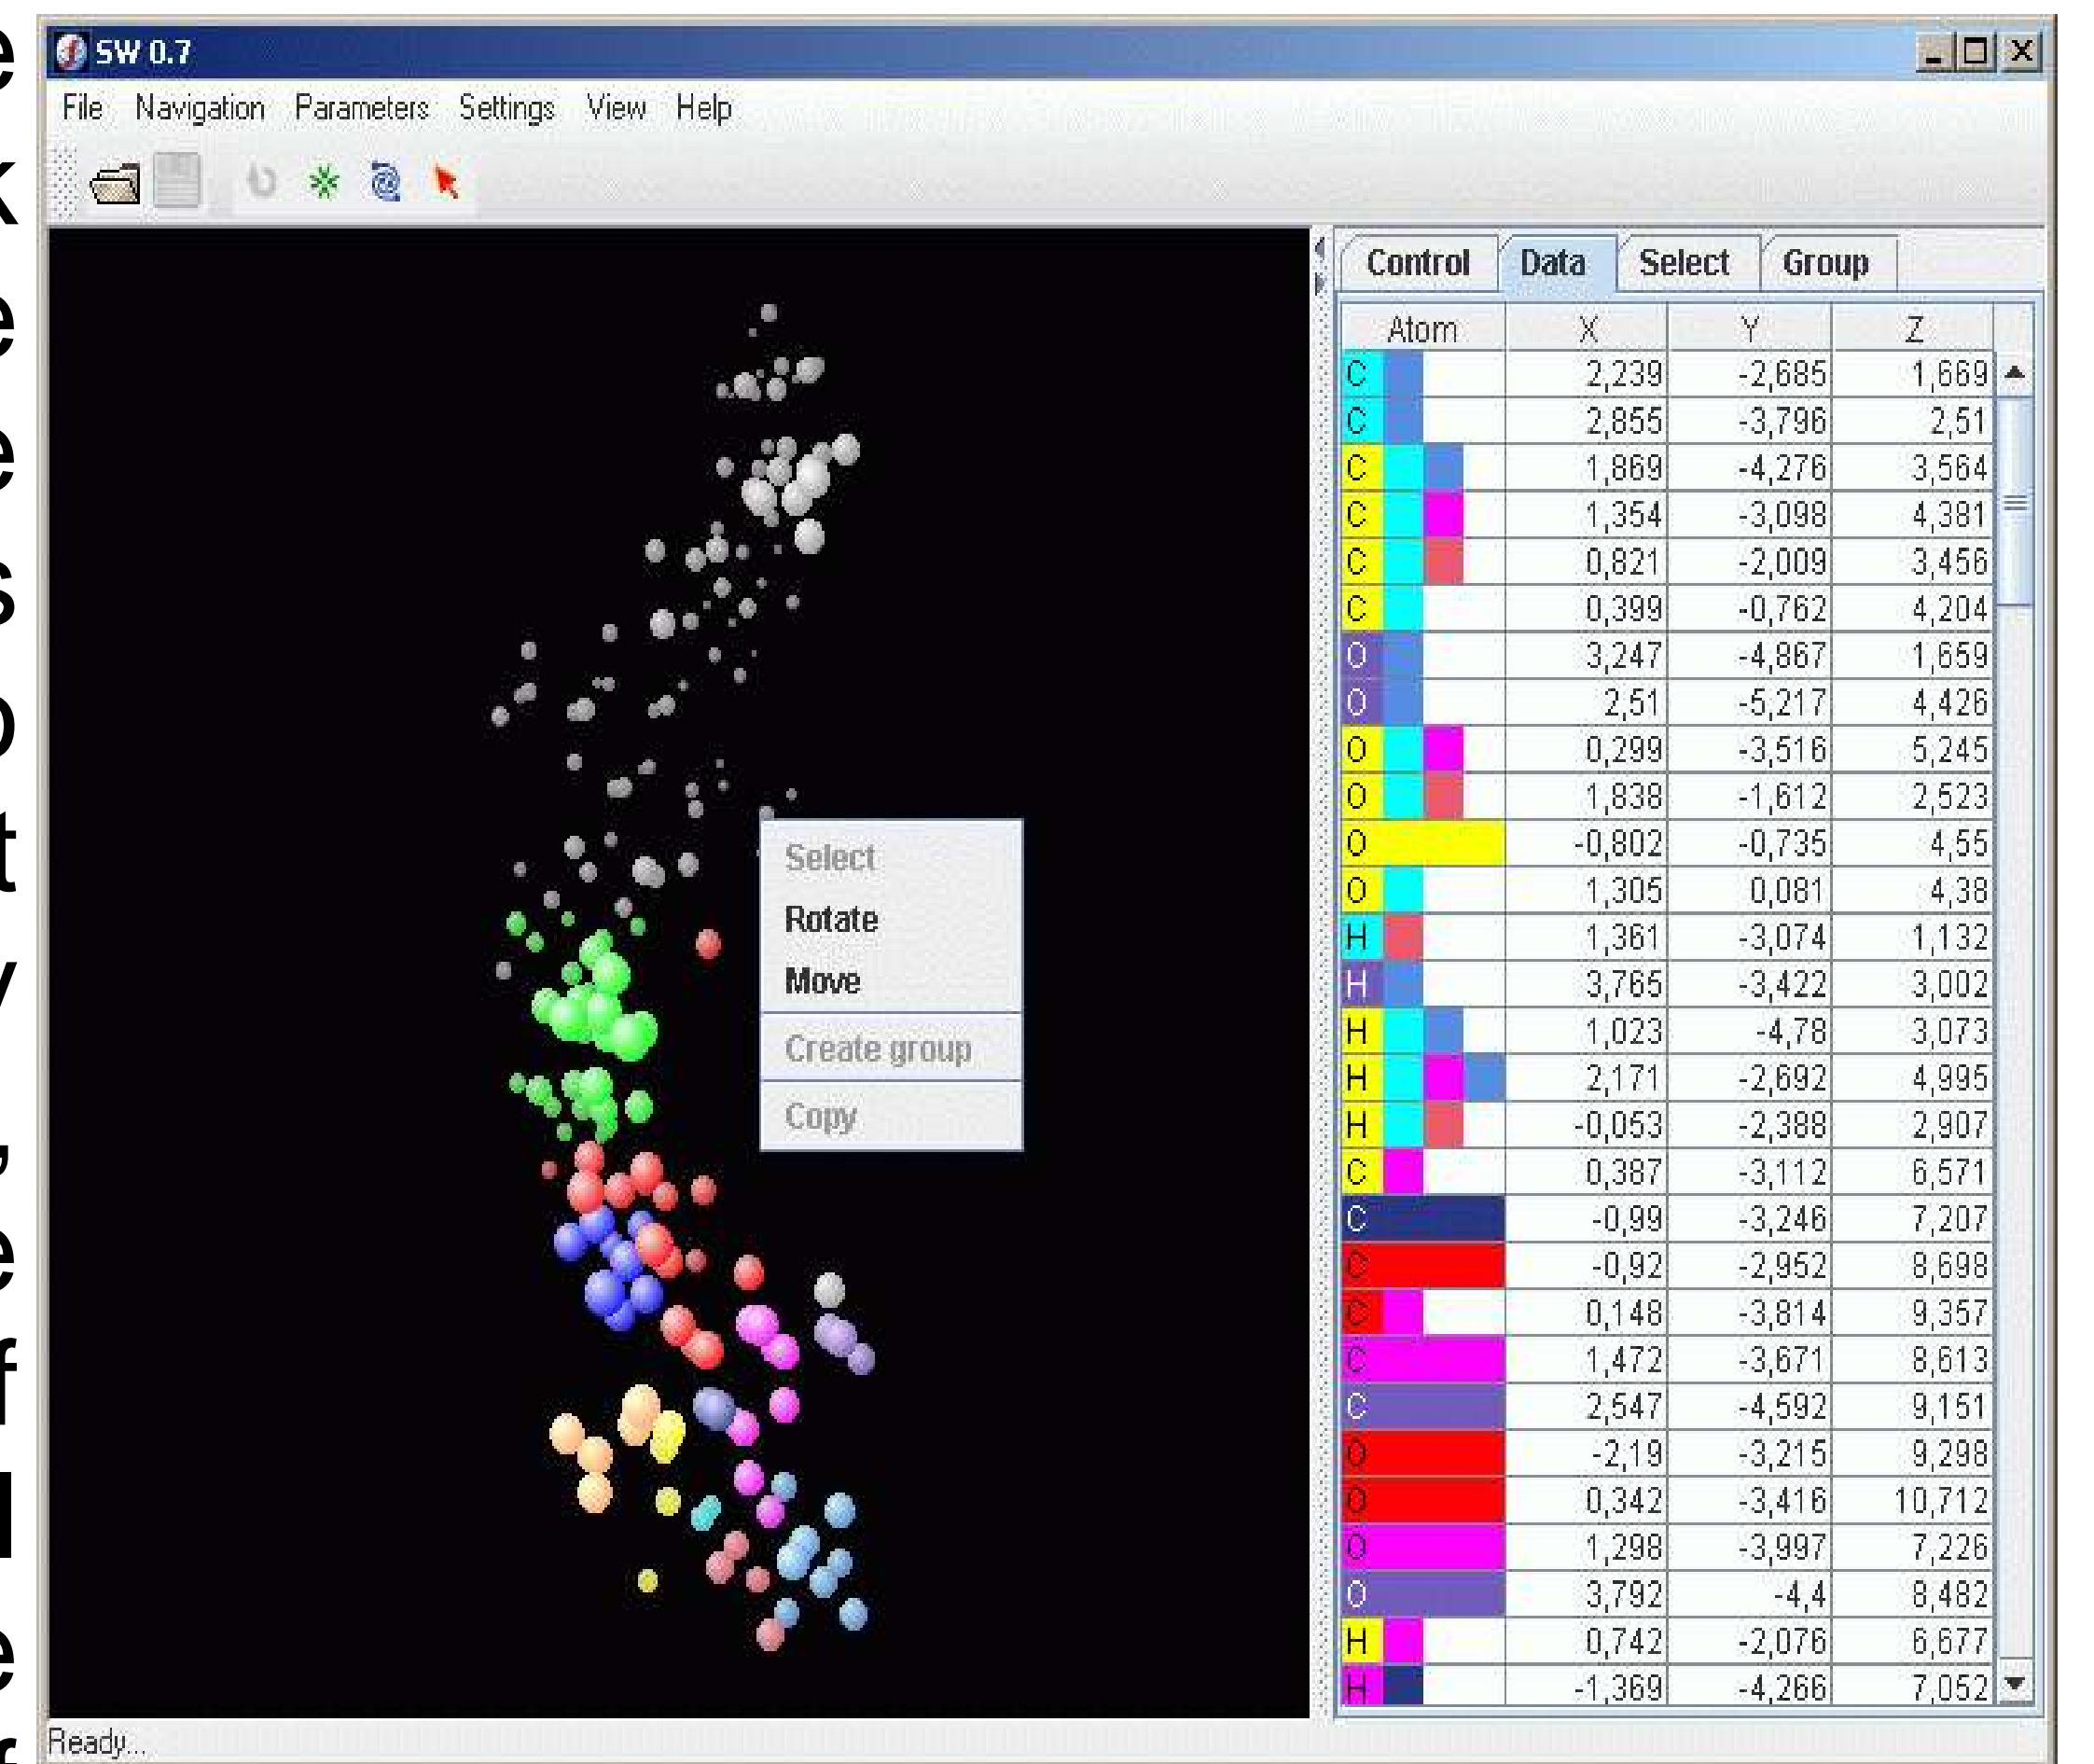 SW 0.7
File Navigation Parameters Settings View Help
Control Data Select Group
Atom X Y Z
C 2,239 -2,685 1,669
C 2,855 -3,796 2,51
C 1,869 -4,276 3,564
C 1,354 -3,098 4,381
C 0,821 -2,009 3,456
C 0,399 -0,762 4,204
O 3,247 -4,867 1,659
O 2,51 -5,217 4,426
O 0,299 -3,516 5,245
O 1,838 -1,612 2,523
O -0,802 -0,735 4,55
O 1,305 0,081 4,38
H 1,361 -3,074 1,132
H 3,765 -3,422 3,002
H 1,023 -4,78 3,073
H 2,171 -2,692 4,995
H -0,053 -2,388 2,907
C 0,387 -3,112 6,571
C -0,99 -3,246 7,207
C -0,92 -2,952 8,698
C 0,148 -3,814 9,357
C 1,472 -3,671 8,613
C 2,547 -4,592 9,151
O -2,19 -3,215 9,298
O 0,342 -3,416 10,712
O 1,298 -3,997 7,226
O 3,792 -4,4 8,482
H 0,742 -2,076 6,677
H -1,369 -4,266 7,052
Select
Rotate
Move
Create group
Copy
Ready...